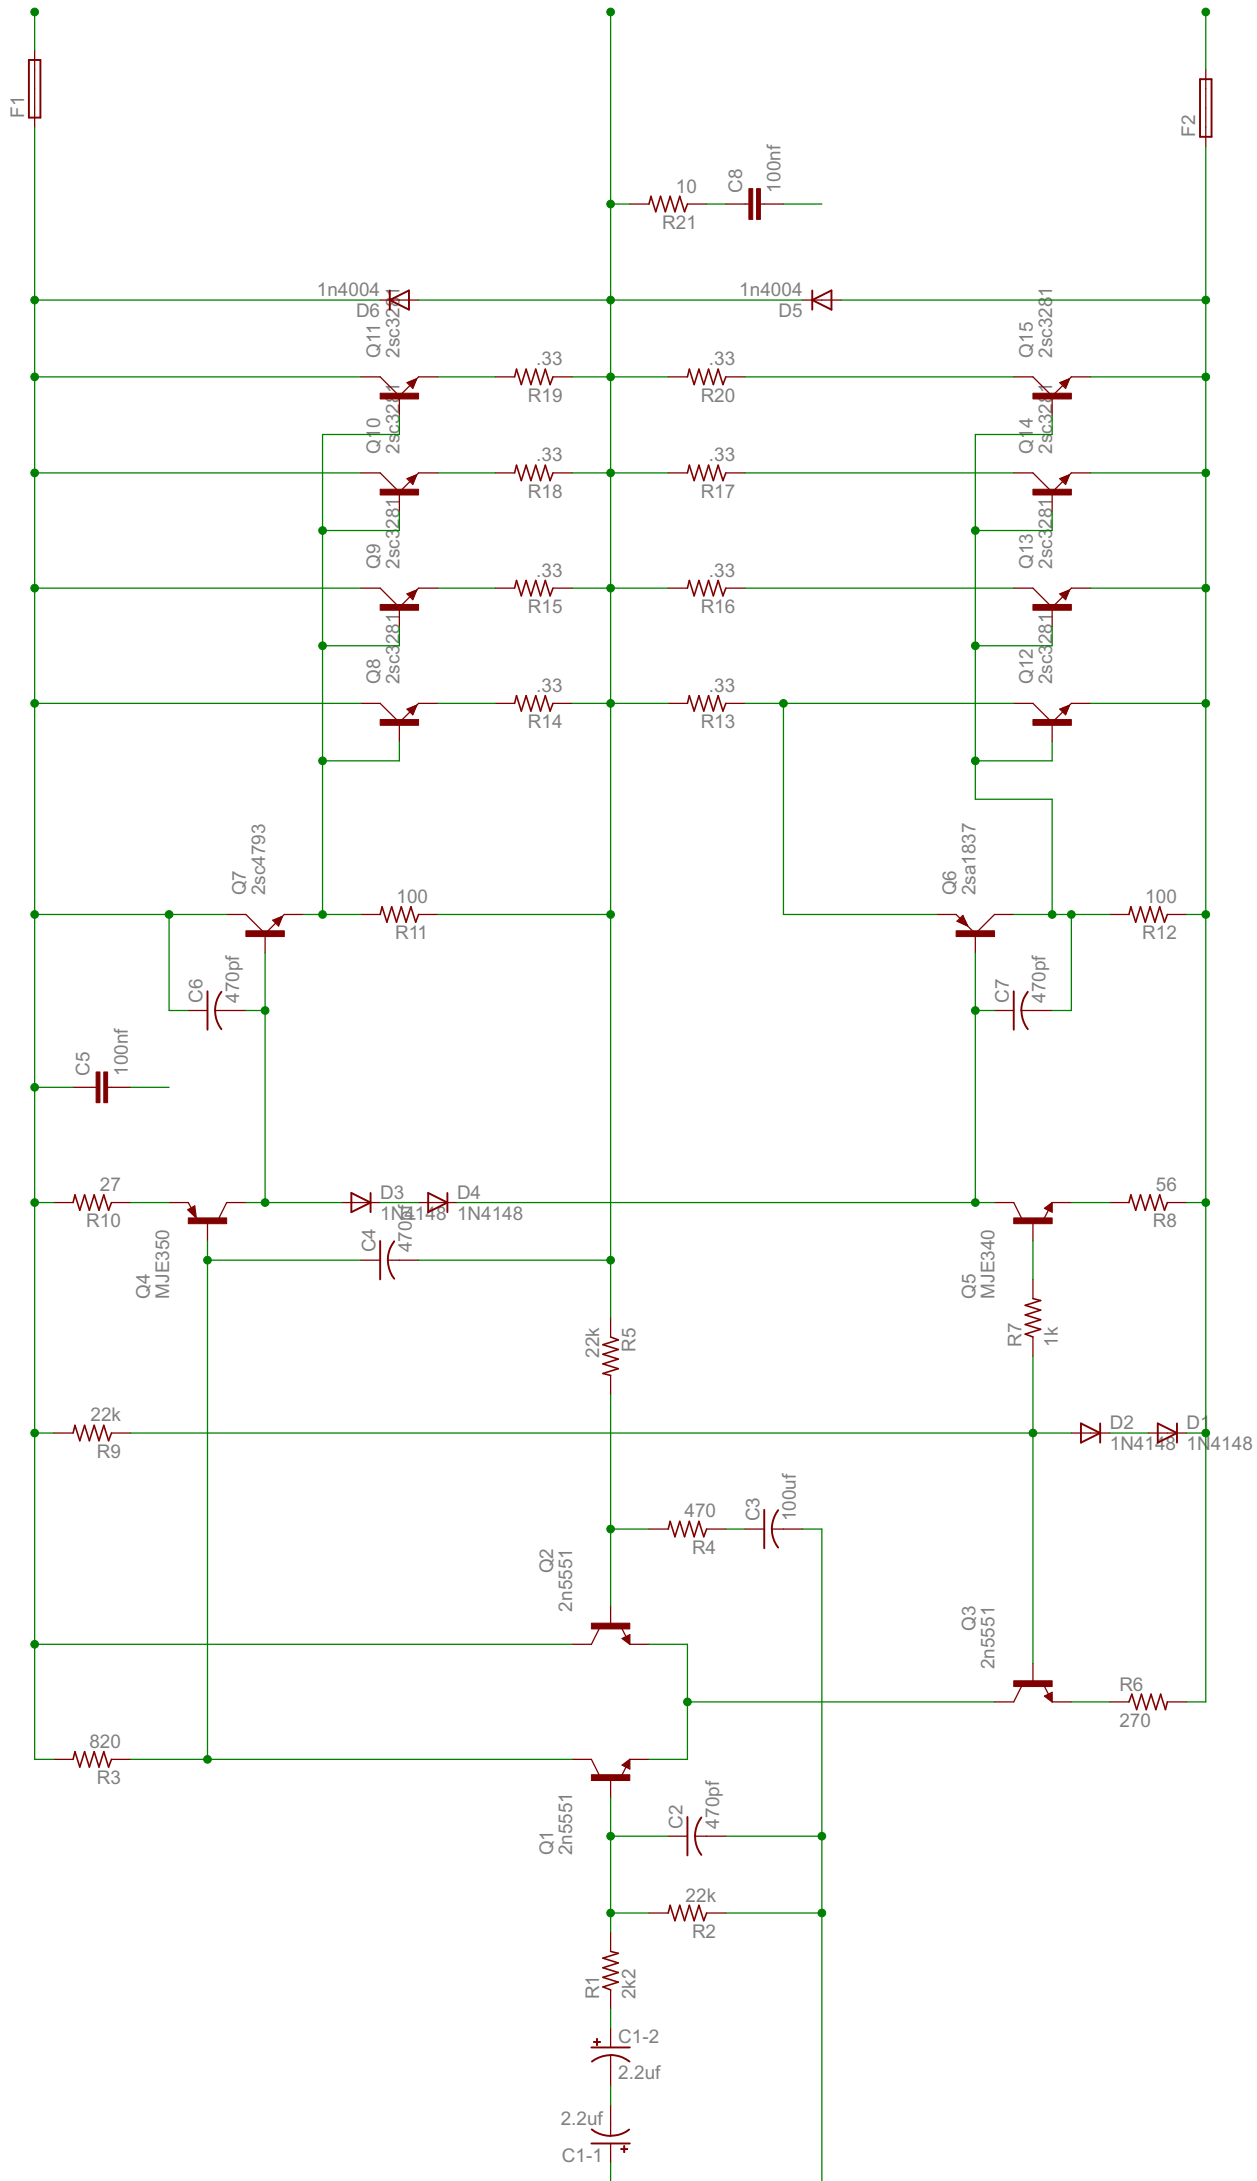 F1
F2
10
R21
C8
100nf
1n4004
D6
1n4004
D5
Q11
2sc3281
Q15
2sc3281
.33
R19
.33
R20
Q10
2sc3281
Q14
2sc3281
.33
R18
.33
R17
Q9
2sc3281
Q13
2sc3281
.33
R15
.33
R16
Q8
2sc3281
Q12
2sc3281
.33
R14
.33
R13
Q7
2sc4793
Q6
2sa1837
100
R11
100
R12
C6
470pf
C7
470pf
C5
100nf
27
R10
D3
1N4148
D4
1N4148
56
R8
C4
470pf
Q4
MJE350
Q5
MJE340
22k
R5
R7
1k
22k
R9
D2
1N4148
D1
1N4148
470
R4
C3
100uf
Q2
2n5551
Q3
2n5551
R6
270
820
R3
Q1
2n5551
C2
470pf
22k
R2
R1
2k2
+
C1-2
2.2uf
2.2uf
C1-1
+